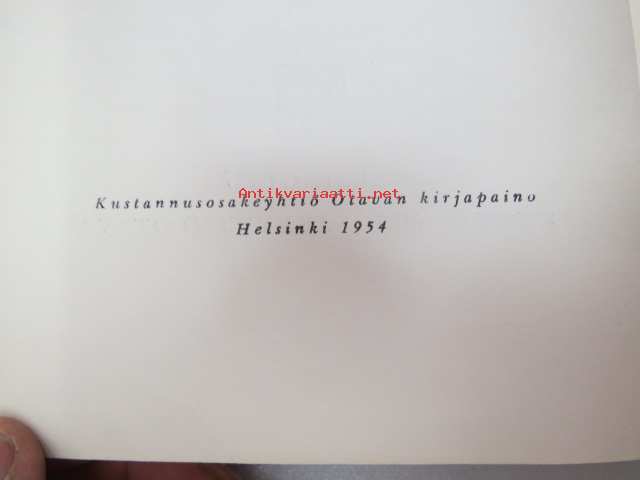 Antikvariaatti.net
Kustannusosakeyhtiö Otavan kirjapaino
Helsinki 1954